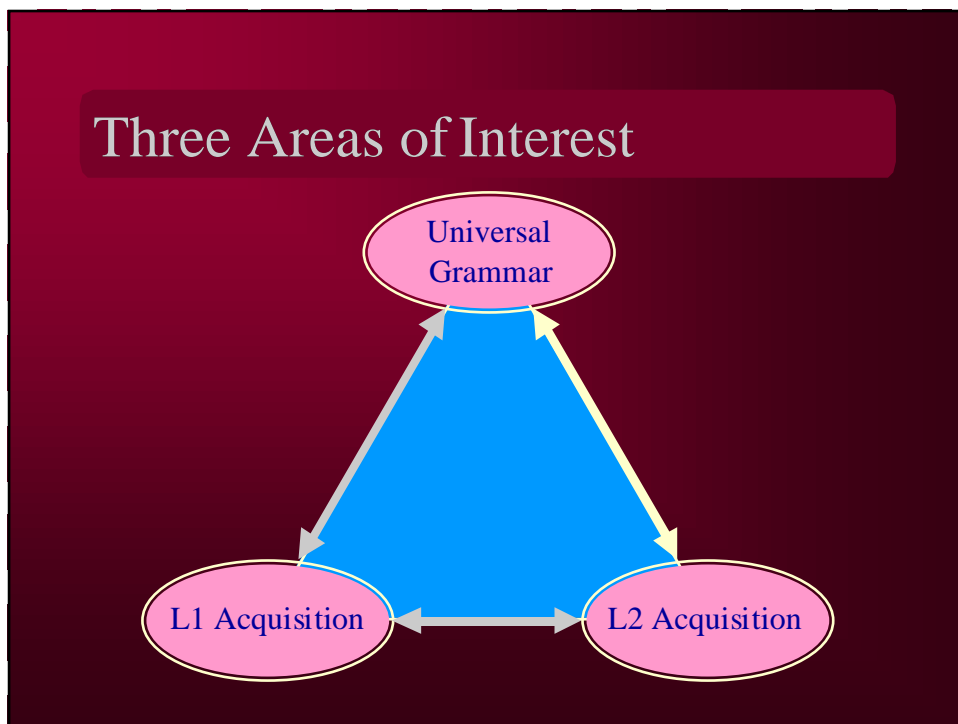 Three Areas of Interest
Universal
Grammar
L1 Acquisition
L2 Acquisition